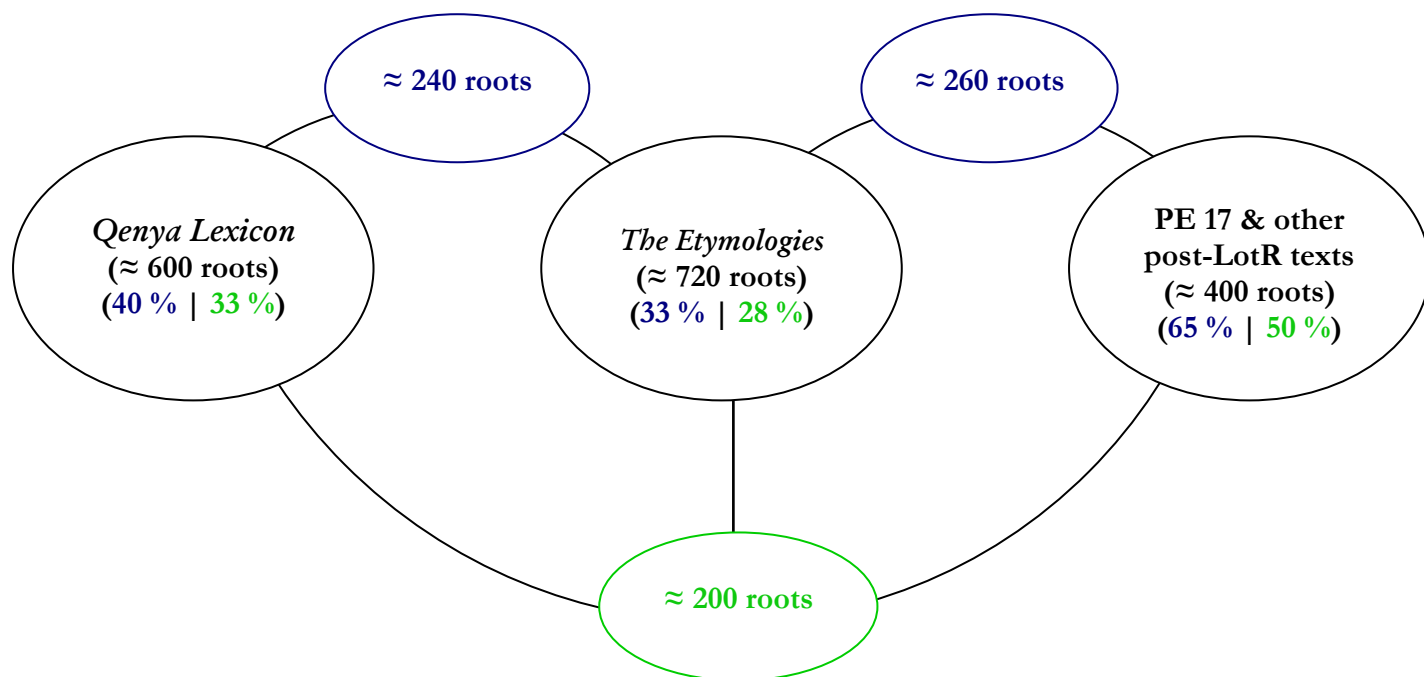 ≈ 240 roots
≈ 260 roots
Qenya Lexicon
(≈ 600 roots)
(40 % | 33 %)
The Etymologies
(≈ 720 roots)
(33 % | 28 %)
PE 17 & other
post-LotR texts
(≈ 400 roots)
(65 % | 50 %)
≈ 200 roots